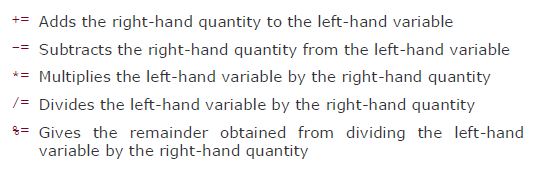 += Adds the right-hand quantity to the left-hand variable
-= Subtracts the right-hand quantity from the left-hand variable
*= Multiplies the left-hand variable by the right-hand quantity
/= Divides the left-hand variable by the right-hand quantity
%= Gives the remainder obtained from dividing the left-hand
variable by the right-hand quantity